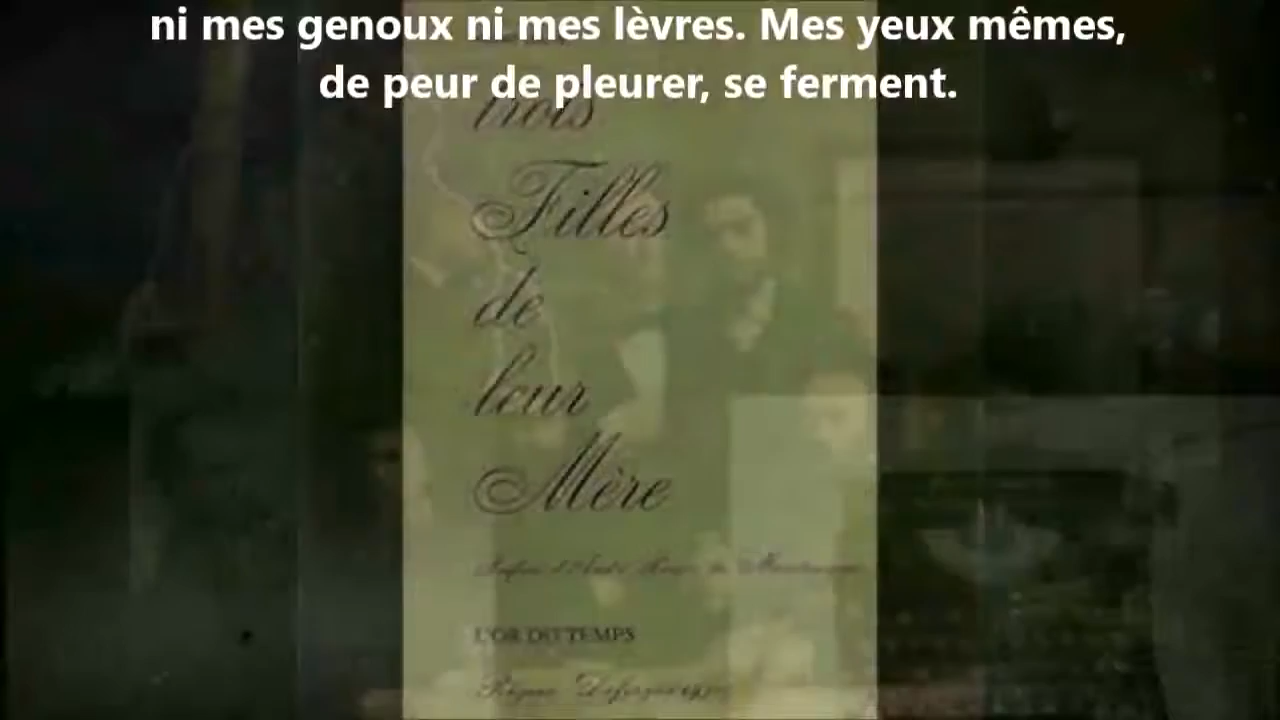 ni mes genoux ni mes lèvres. Mes yeux mêmes,
de peur de pleurer, se ferment.
trois
Filles
de
leur
Mère
L'OR DU TEMPS